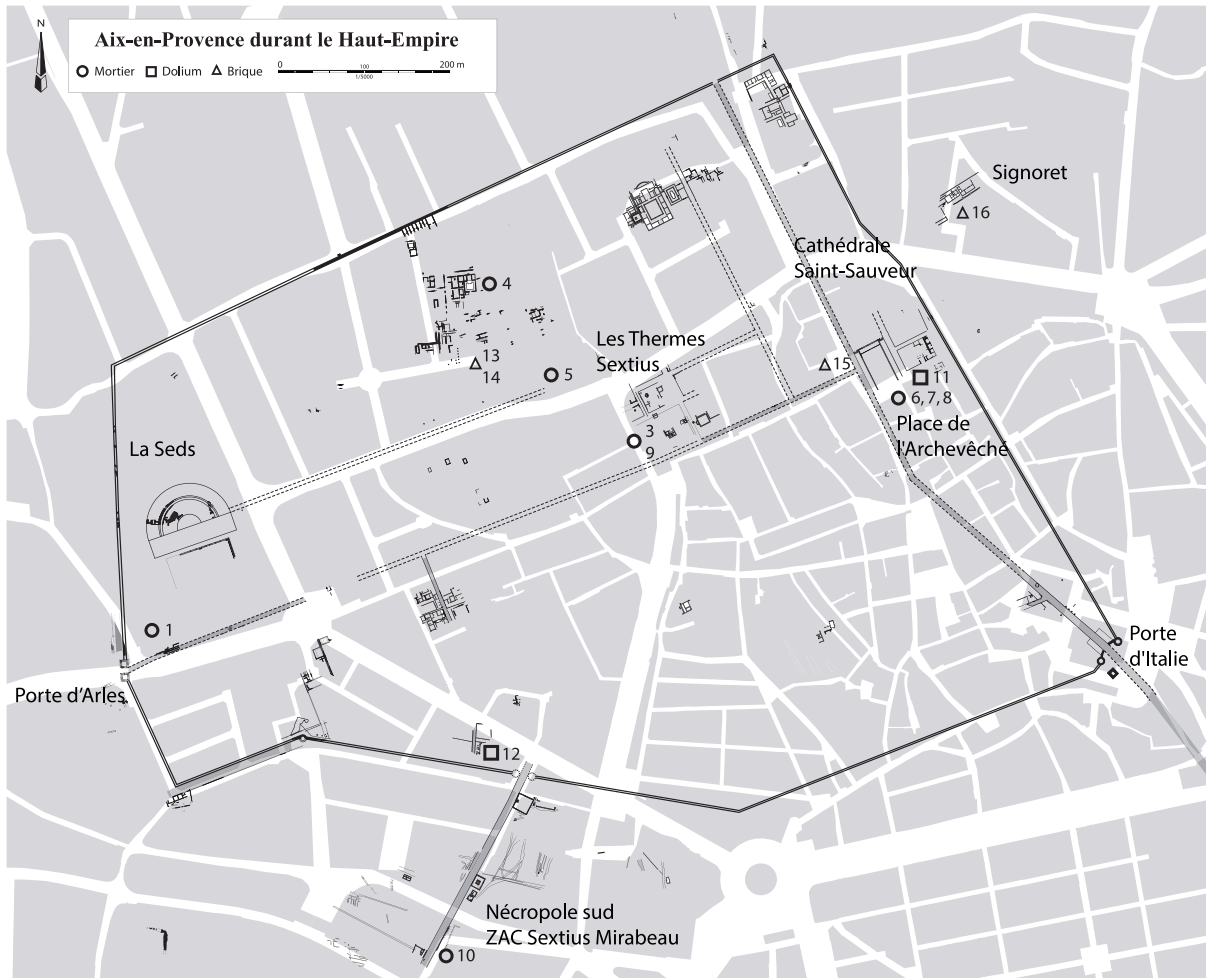 N
Aix-en-Provence durant le Haut-Empire
Mortier Dolium Brique 0 100 200 m
1/5000
Signoret
16
Cathédrale
Saint-Sauveur
4
Les Thermes
Sextius
13
14
5
15
11
6, 7, 8
Place de
l'Archevêché
3
9
La Seds
1
Porte
d'Italie
Porte d'Arles
12
Nécropole sud
ZAC Sextius Mirabeau
10